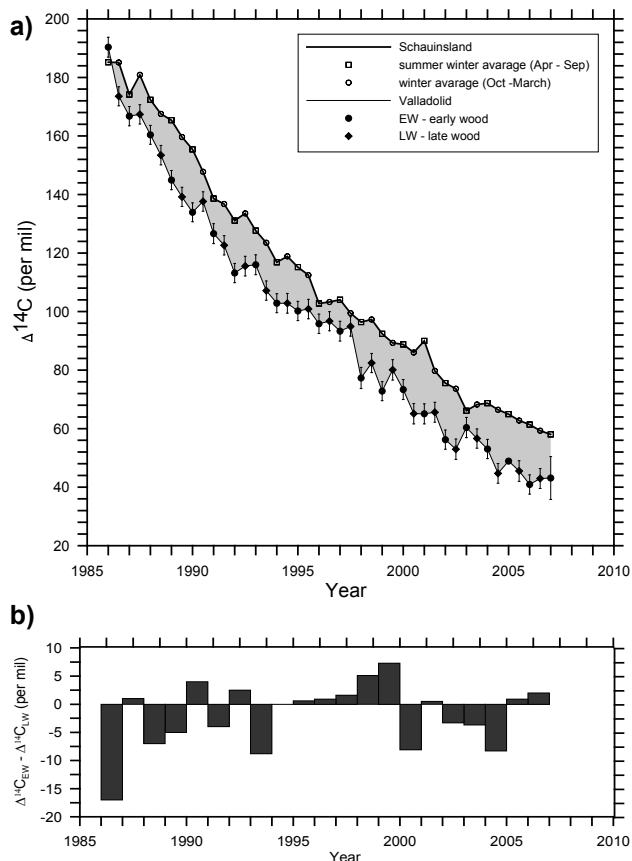 a)
200
180
160
140
120
100
80
60
40
20
Δ14C (per mil)
Schauinsland
summer winter avarage (Apr - Sep)
winter avarage (Oct -March)
Valladolid
EW - early wood
LW - late wood
1985 1990 1995 2000 2005 2010
Year
b)
10
5
0
-5
-10
-15
-20
Δ14CEW - Δ14CLW (per mil)
1985 1990 1995 2000 2005 2010
Year